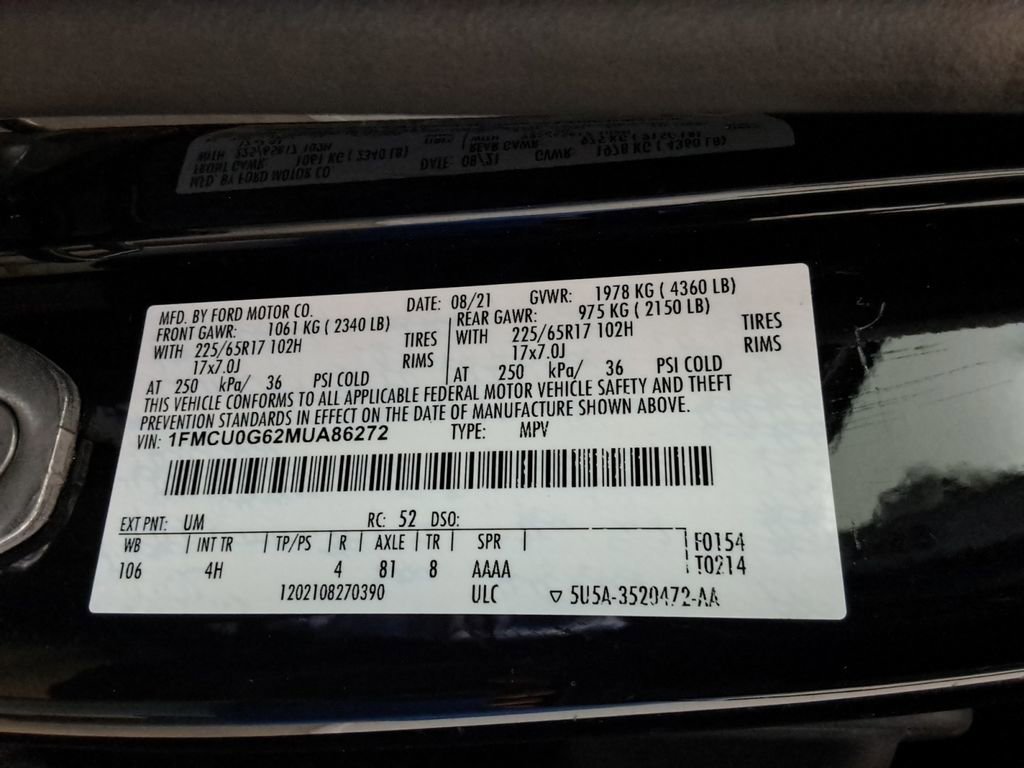 MFD. BY FORD MOTOR CO. DATE: 08/21 GVWR: 1978 KG ( 4360 LB)
FRONT GAWR: 1061 KG ( 2340 LB) REAR GAWR: 975 KG ( 2150 LB)
WITH 225/65R17 102H TIRES WITH 225/65R17 102H TIRES
17x7.0J RIMS 17x7.0J RIMS
AT 250 kPa/ 36 PSI COLD AT 250 kPa/ 36 PSI COLD
THIS VEHICLE CONFORMS TO ALL APPLICABLE FEDERAL MOTOR VEHICLE SAFETY AND THEFT
PREVENTION STANDARDS IN EFFECT ON THE DATE OF MANUFACTURE SHOWN ABOVE.
VIN: 1FMCU0G62MUA86272 TYPE: MPV
EXT PNT: UM RC: 52 DSO:
WB INT TR TP/PS R AXLE TR SPR F0154
106 4H 4 81 8 AAAA T0214
1202108270390 ULC ▽ 5U5A-3520472-AA